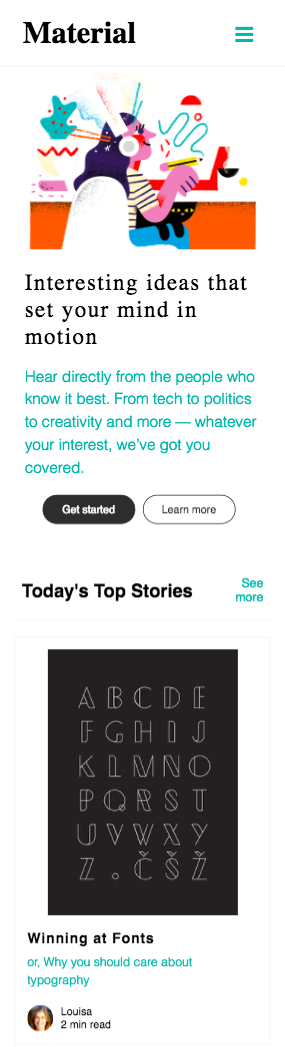 Material
Interesting ideas that
set your mind in
motion
Hear directly from the people who
know it best. From tech to politics
to creativity and more — whatever
your interest, we've got you
covered.
Get started
Learn more
Today's Top Stories
See
more
A B C D E
F G H I J
K L M N O
P Q R S T
U V W X Y
Z . Č Š Ž
Winning at Fonts
or, Why you should care about
typography
Louisa
2 min read